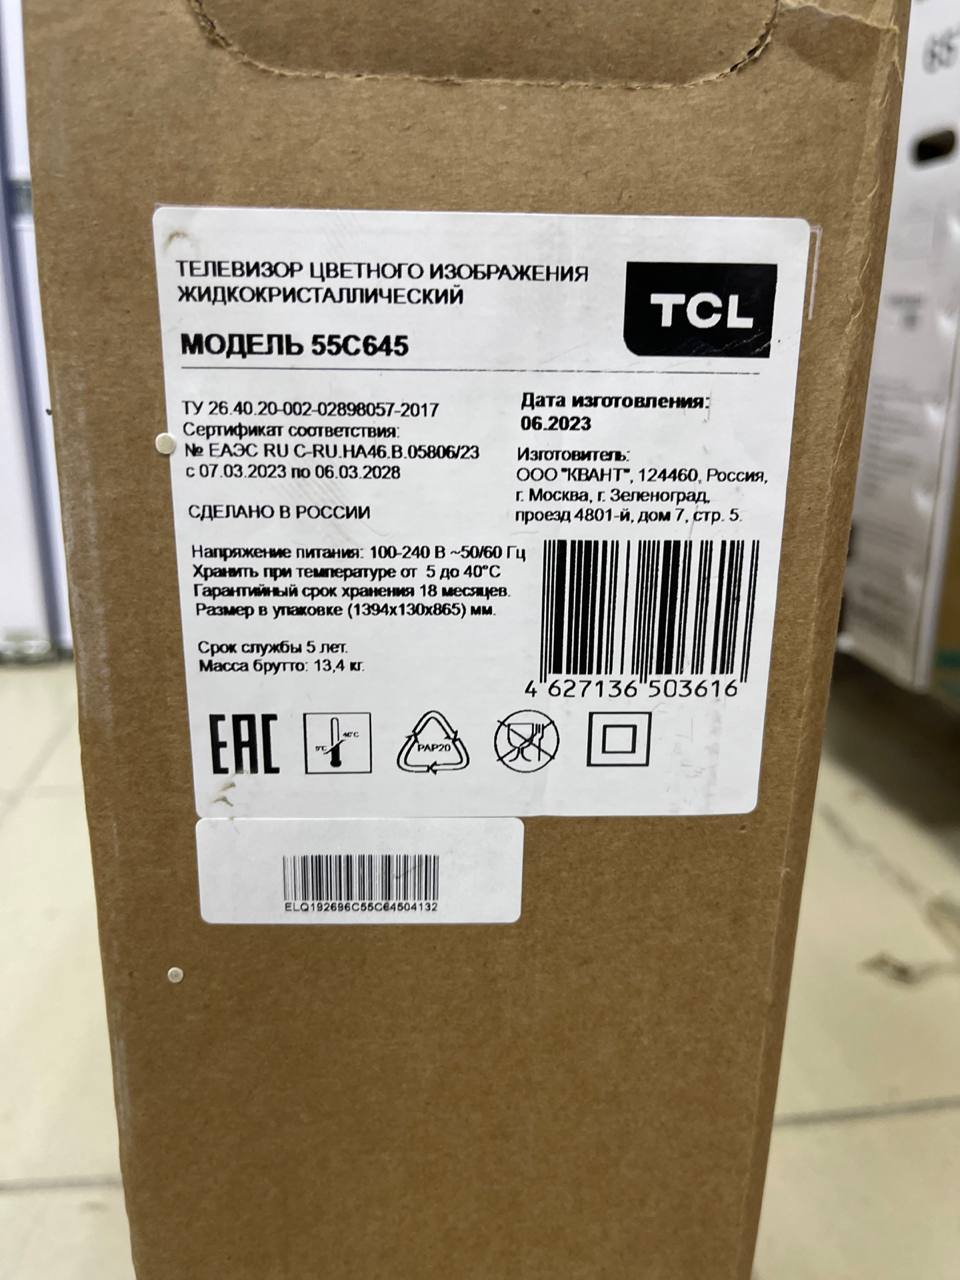 ТЕЛЕВИЗОР ЦВЕТНОГО ИЗОБРАЖЕНИЯ
ЖИДКОКРИСТАЛЛИЧЕСКИЙ
TCL
МОДЕЛЬ 55C645
ТУ 26.40.20-002-02898057-2017
Сертификат соответствия:
№ ЕАЭС RU C-RU.HA46.B.05806/23
с 07.03.2023 по 06.03.2028
СДЕЛАНО В РОССИИ
Дата изготовления:
06.2023
Изготовитель:
ООО "КВАНТ", 124460, Россия,
г. Москва, г. Зеленоград,
проезд 4801-й, дом 7, стр. 5.
Напряжение питания: 100-240 В ~50/60 Гц
Хранить при температуре от 5 до 40°C
Гарантийный срок хранения 18 месяцев.
Размер в упаковке (1394x130x865) мм.
Срок службы 5 лет.
Масса брутто: 13,4 кг.
4 627136 503616
EAC
5°C 40°C
PAP20
ELQ192696C55C64504132
65"